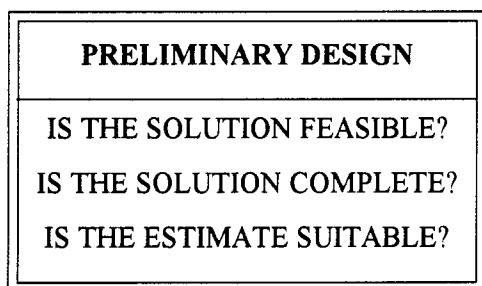 PRELIMINARY DESIGN
IS THE SOLUTION FEASIBLE?
IS THE SOLUTION COMPLETE?
IS THE ESTIMATE SUITABLE?